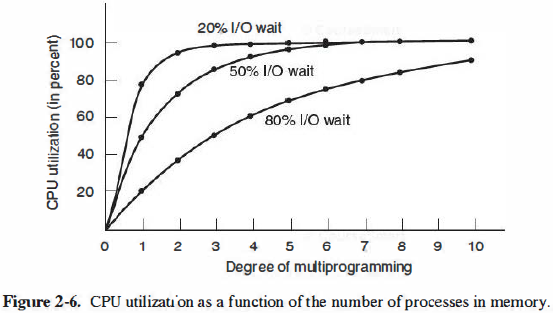 20% I/O wait
50% I/O wait
80% I/O wait
CPU utilization (in percent)
100
80
60
40
20
0 1 2 3 4 5 6 7 8 9 10
Degree of multiprogramming
Figure 2-6. CPU utilization as a function of the number of processes in memory.